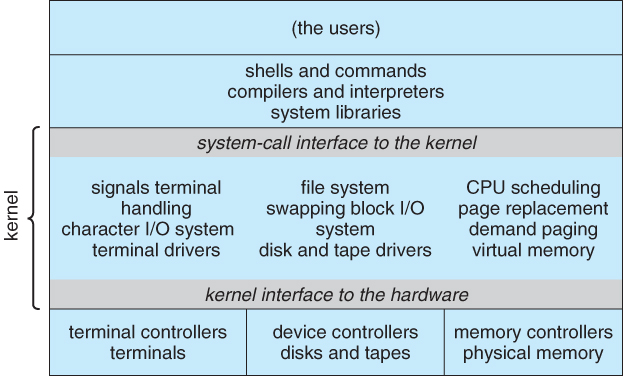 (the users)
shells and commands
compilers and interpreters
system libraries
system-call interface to the kernel
kernel
signals terminal
handling
character I/O system
terminal drivers
file system
swapping block I/O
system
disk and tape drivers
CPU scheduling
page replacement
demand paging
virtual memory
kernel interface to the hardware
terminal controllers
terminals
device controllers
disks and tapes
memory controllers
physical memory